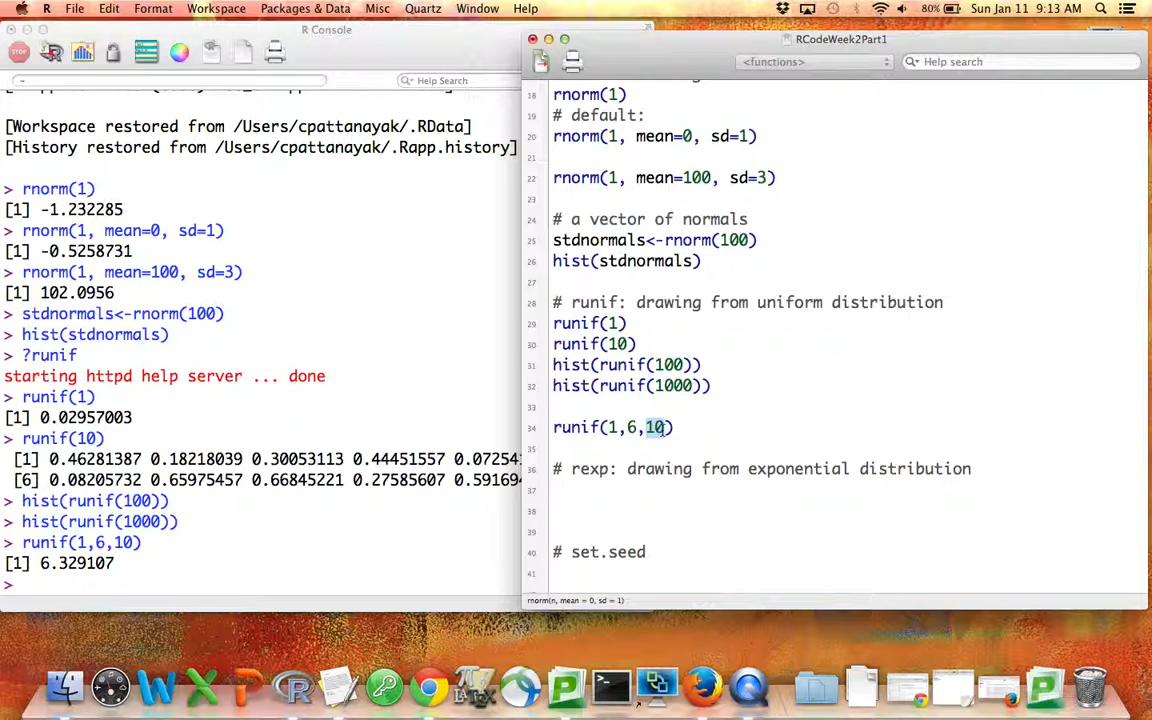 R File Edit Format Workspace Packages & Data Misc Quartz Window Help 80% Sun Jan 11 9:13 AM
R Console
STOP
~
Help Search
[Workspace restored from /Users/cpattanayak/.RData]
[History restored from /Users/cpattanayak/.Rapp.history]
> rnorm(1)
[1] -1.232285
> rnorm(1, mean=0, sd=1)
[1] -0.5258731
> rnorm(1, mean=100, sd=3)
[1] 102.0956
> stdnormals<-rnorm(100)
> hist(stdnormals)
> ?runif
starting httpd help server ... done
> runif(1)
[1] 0.02957003
> runif(10)
[1] 0.46281387 0.18218039 0.30053113 0.44451557 0.0725
[6] 0.08205732 0.65975457 0.66845221 0.27585607 0.591694
> hist(runif(100))
> hist(runif(1000))
> runif(1,6,10)
[1] 6.329107
>
RCodeWeek2Part1
<functions>
Help search
18 rnorm(1)
19 # default:
20 rnorm(1, mean=0, sd=1)
21
22 rnorm(1, mean=100, sd=3)
23
24 # a vector of normals
25 stdnormals<-rnorm(100)
26 hist(stdnormals)
27
28 # runif: drawing from uniform distribution
29 runif(1)
30 runif(10)
31 hist(runif(100))
32 hist(runif(1000))
33
34 runif(1,6,10)
35
36 # rexp: drawing from exponential distribution
37
38
39
40 # set.seed
41
rnorm(n, mean = 0, sd = 1)